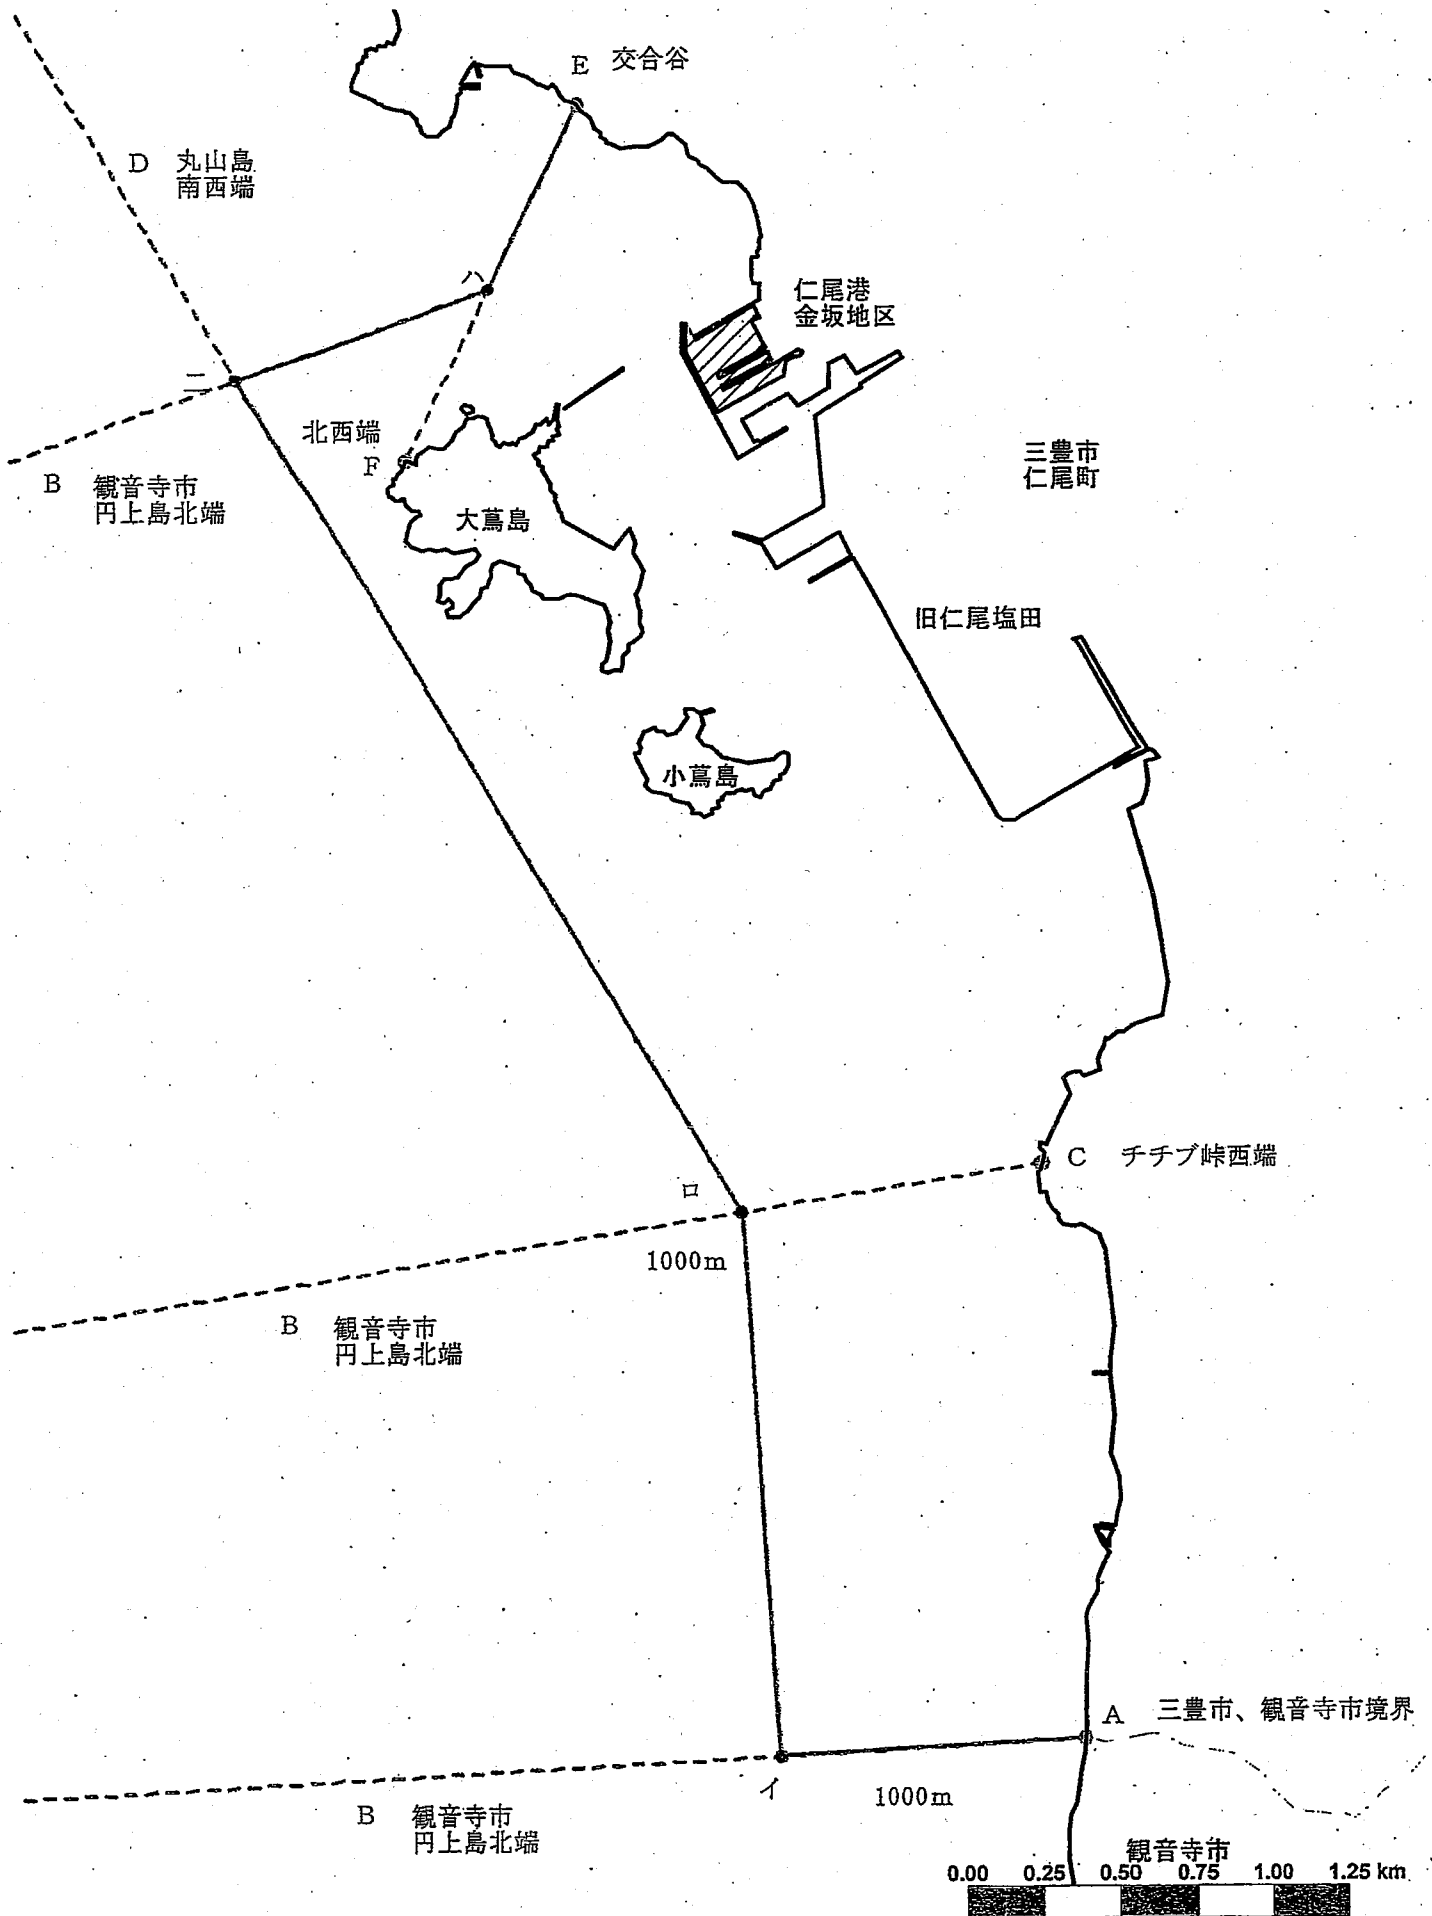 E 交合谷
D 丸山島
南西端
ハ
仁尾港
金坂地区
ニ
北西端
F
三豊市
仁尾町
B 観音寺市
円上島北端
大蔦島
旧仁尾塩田
小蔦島
C チチブ峠西端
ロ
1000m
B 観音寺市
円上島北端
A 三豊市、観音寺市境界
イ
1000m
B 観音寺市
円上島北端
観音寺市
0.00 0.25 0.50 0.75 1.00 1.25 km